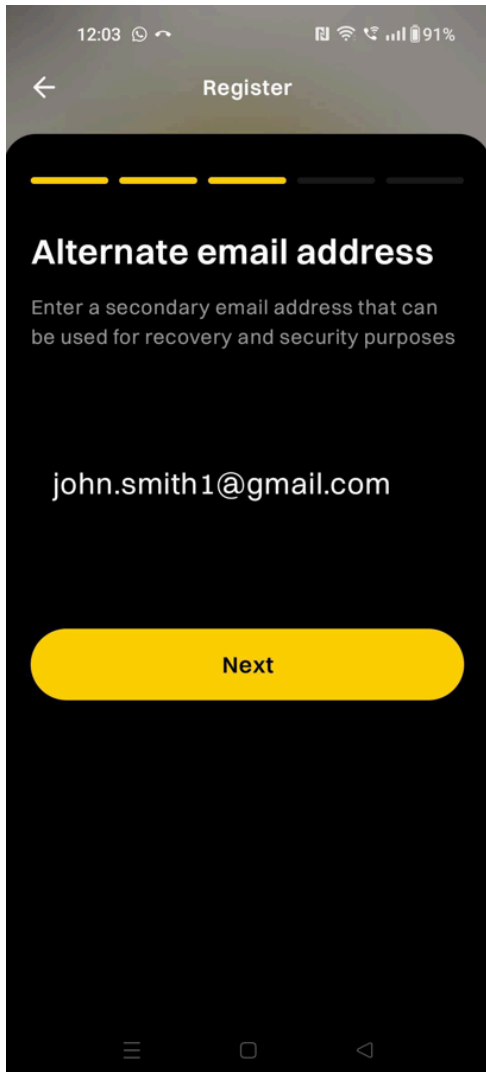 12:03 91%
Register
Alternate email address
Enter a secondary email address that can
be used for recovery and security purposes
john.smith1@gmail.com
Next